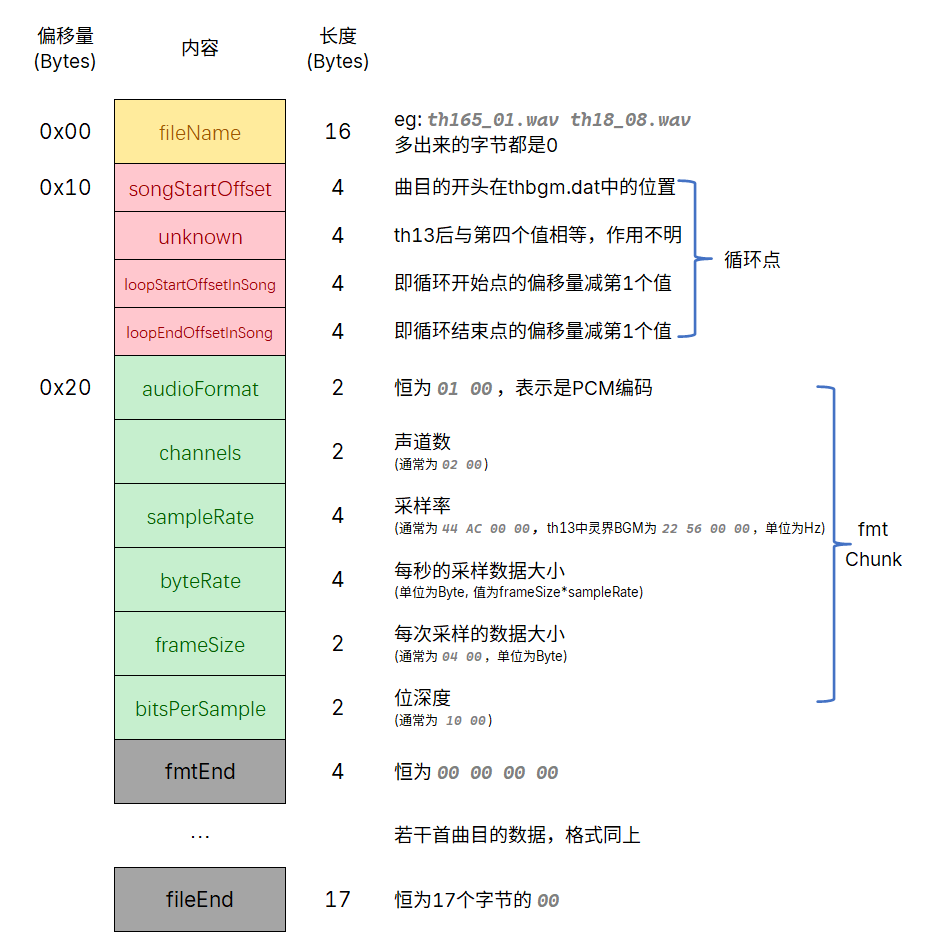 偏移量
(Bytes)
内容
长度
(Bytes)
0x00
fileName
16
eg: th165_01.wav th18_08.wav
多出来的字节都是0
0x10
songStartOffset
4
曲目的开头在thbgm.dat中的位置
unknown
4
th13后与第四个值相等，作用不明
循环点
loopStartOffsetInSong
4
即循环开始点的偏移量减第1个值
loopEndOffsetInSong
4
即循环结束点的偏移量减第1个值
0x20
audioFormat
2
恒为 01 00 ，表示是PCM编码
channels
2
声道数
(通常为 02 00 )
sampleRate
4
采样率
(通常为 44 AC 00 00 ，th13中灵界BGM为 22 56 00 00 ，单位为Hz)
fmt
Chunk
byteRate
4
每秒的采样数据大小
(单位为Byte, 值为frameSize*sampleRate)
frameSize
2
每次采样的数据大小
(通常为 04 00 ，单位为Byte)
bitsPerSample
2
位深度
(通常为 10 00 )
fmtEnd
4
恒为 00 00 00 00
...
若干首曲目的数据，格式同上
fileEnd
17
恒为17个字节的 00